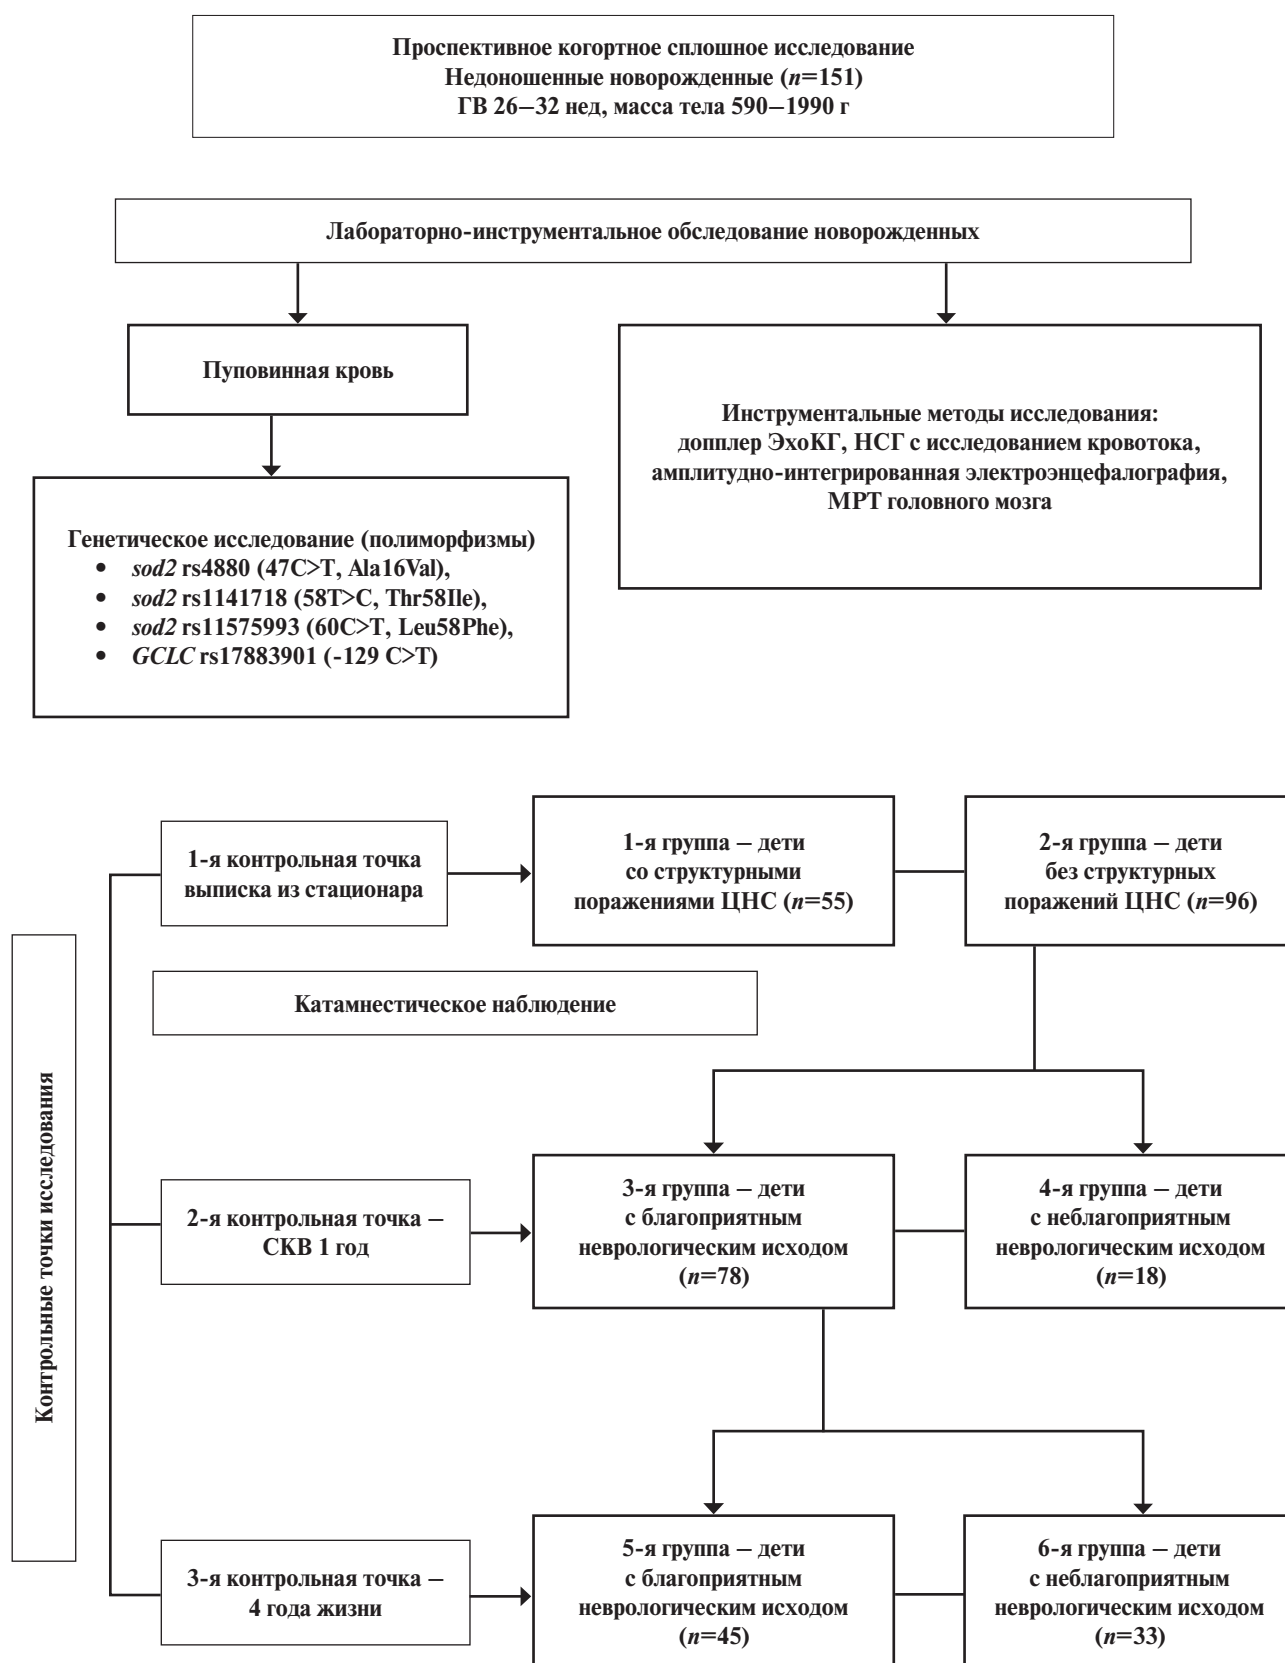 Проспективное когортное сплошное исследование
Недоношенные новорожденные (n=151)
ГВ 26—32 нед, масса тела 590—1990 г
Лабораторно-инструментальное обследование новорожденных
Пуповинная кровь
Инструментальные методы исследования:
допплер ЭхоКГ, НСГ с исследованием кровотока,
амплитудно-интегрированная электроэнцефалография,
МРТ головного мозга
Генетическое исследование (полиморфизмы)
• sod2 rs4880 (47C>T, Ala16Val),
• sod2 rs1141718 (58T>C, Thr58Ile),
• sod2 rs11575993 (60C>T, Leu58Phe),
• GCLC rs17883901 (-129 C>T)
Контрольные точки исследования
1-я контрольная точка
выписка из стационара
1-я группа — дети
со структурными
поражениями ЦНС (n=55)
2-я группа — дети
без структурных
поражений ЦНС (n=96)
Катамнестическое наблюдение
2-я контрольная точка —
СКВ 1 год
3-я группа — дети
с благоприятным
неврологическим исходом
(n=78)
4-я группа — дети
с неблагоприятным
неврологическим исходом
(n=18)
3-я контрольная точка —
4 года жизни
5-я группа — дети
с благоприятным
неврологическим исходом
(n=45)
6-я группа — дети
с неблагоприятным
неврологическим исходом
(n=33)